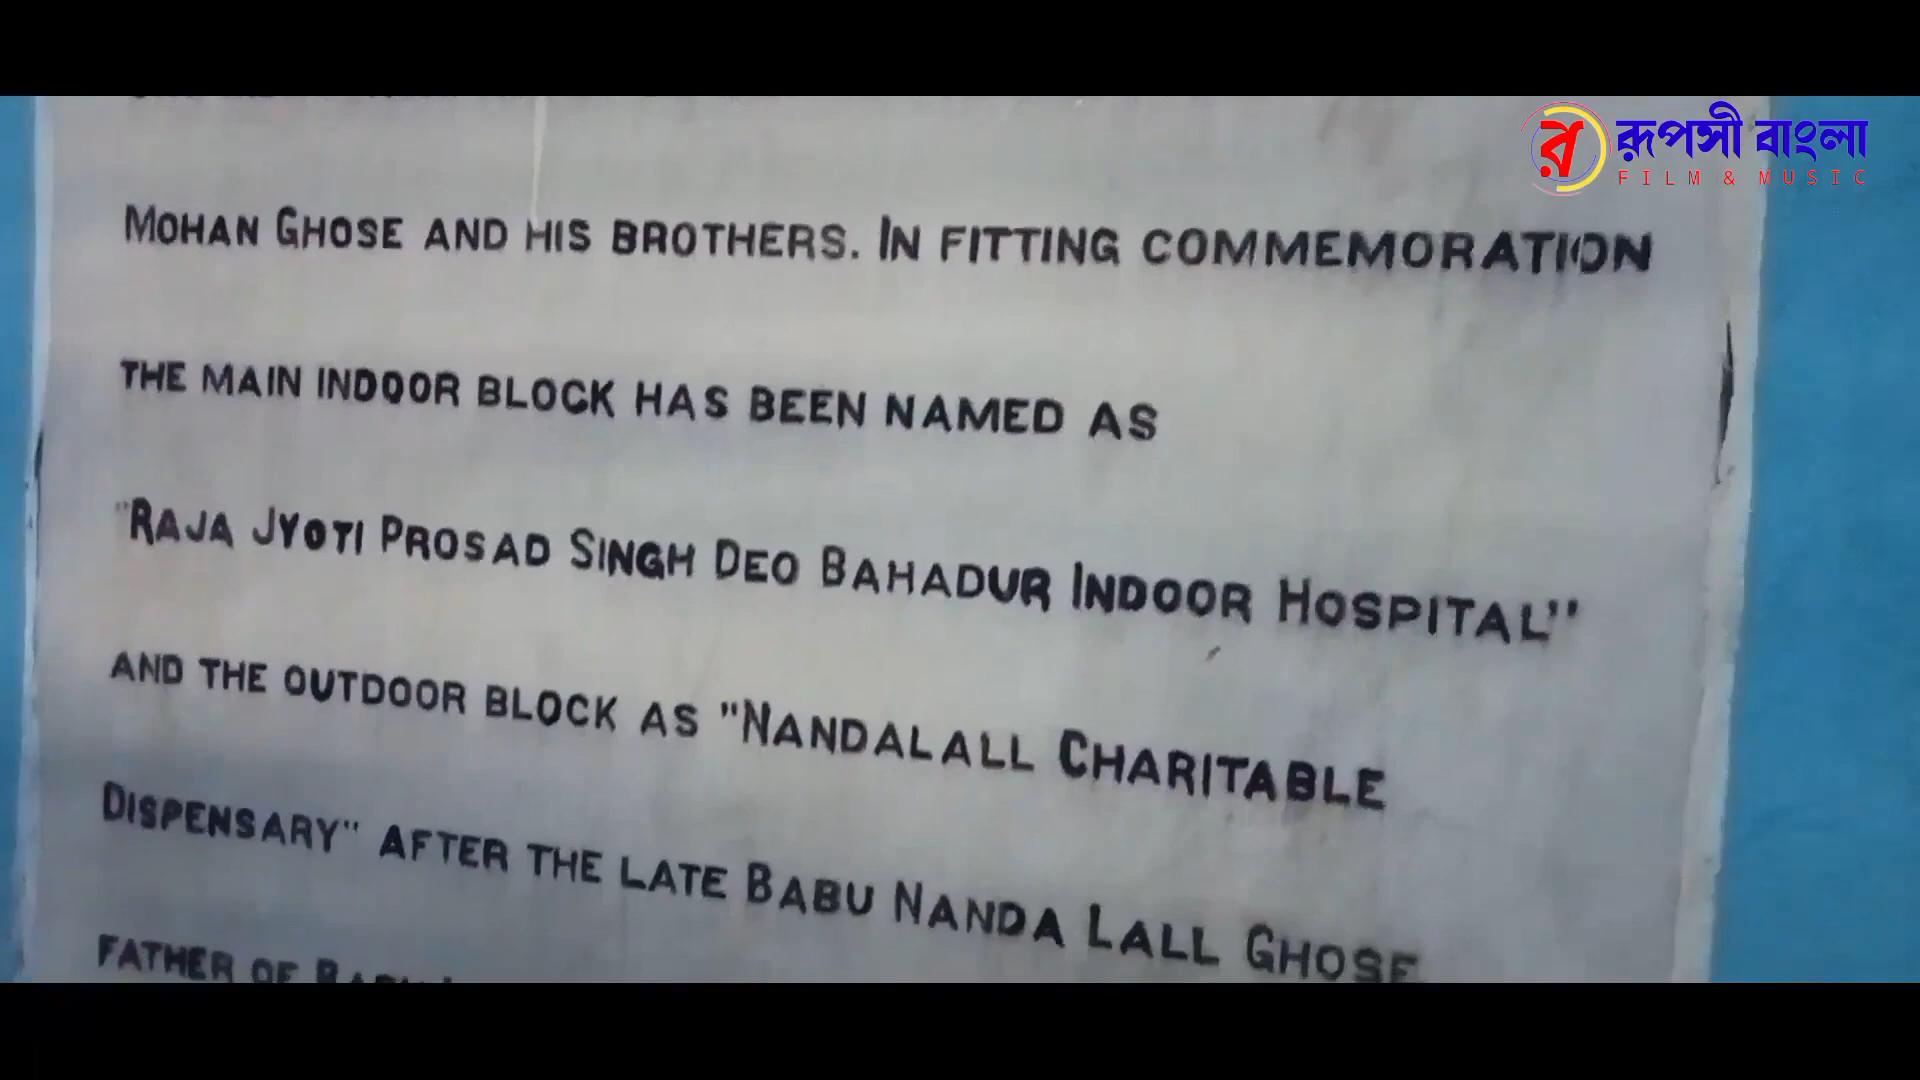 রূপসী বাংলা
FILM & MUSIC
MOHAN GHOSE AND HIS BROTHERS. IN FITTING COMMEMORATION
THE MAIN INDOOR BLOCK HAS BEEN NAMED AS
"RAJA JYOTI PROSAD SINGH DEO BAHADUR INDOOR HOSPITAL"
AND THE OUTDOOR BLOCK AS "NANDALALL CHARITABLE
DISPENSARY" AFTER THE LATE BABU NANDA LALL GHOSE
FATHER OF BABU